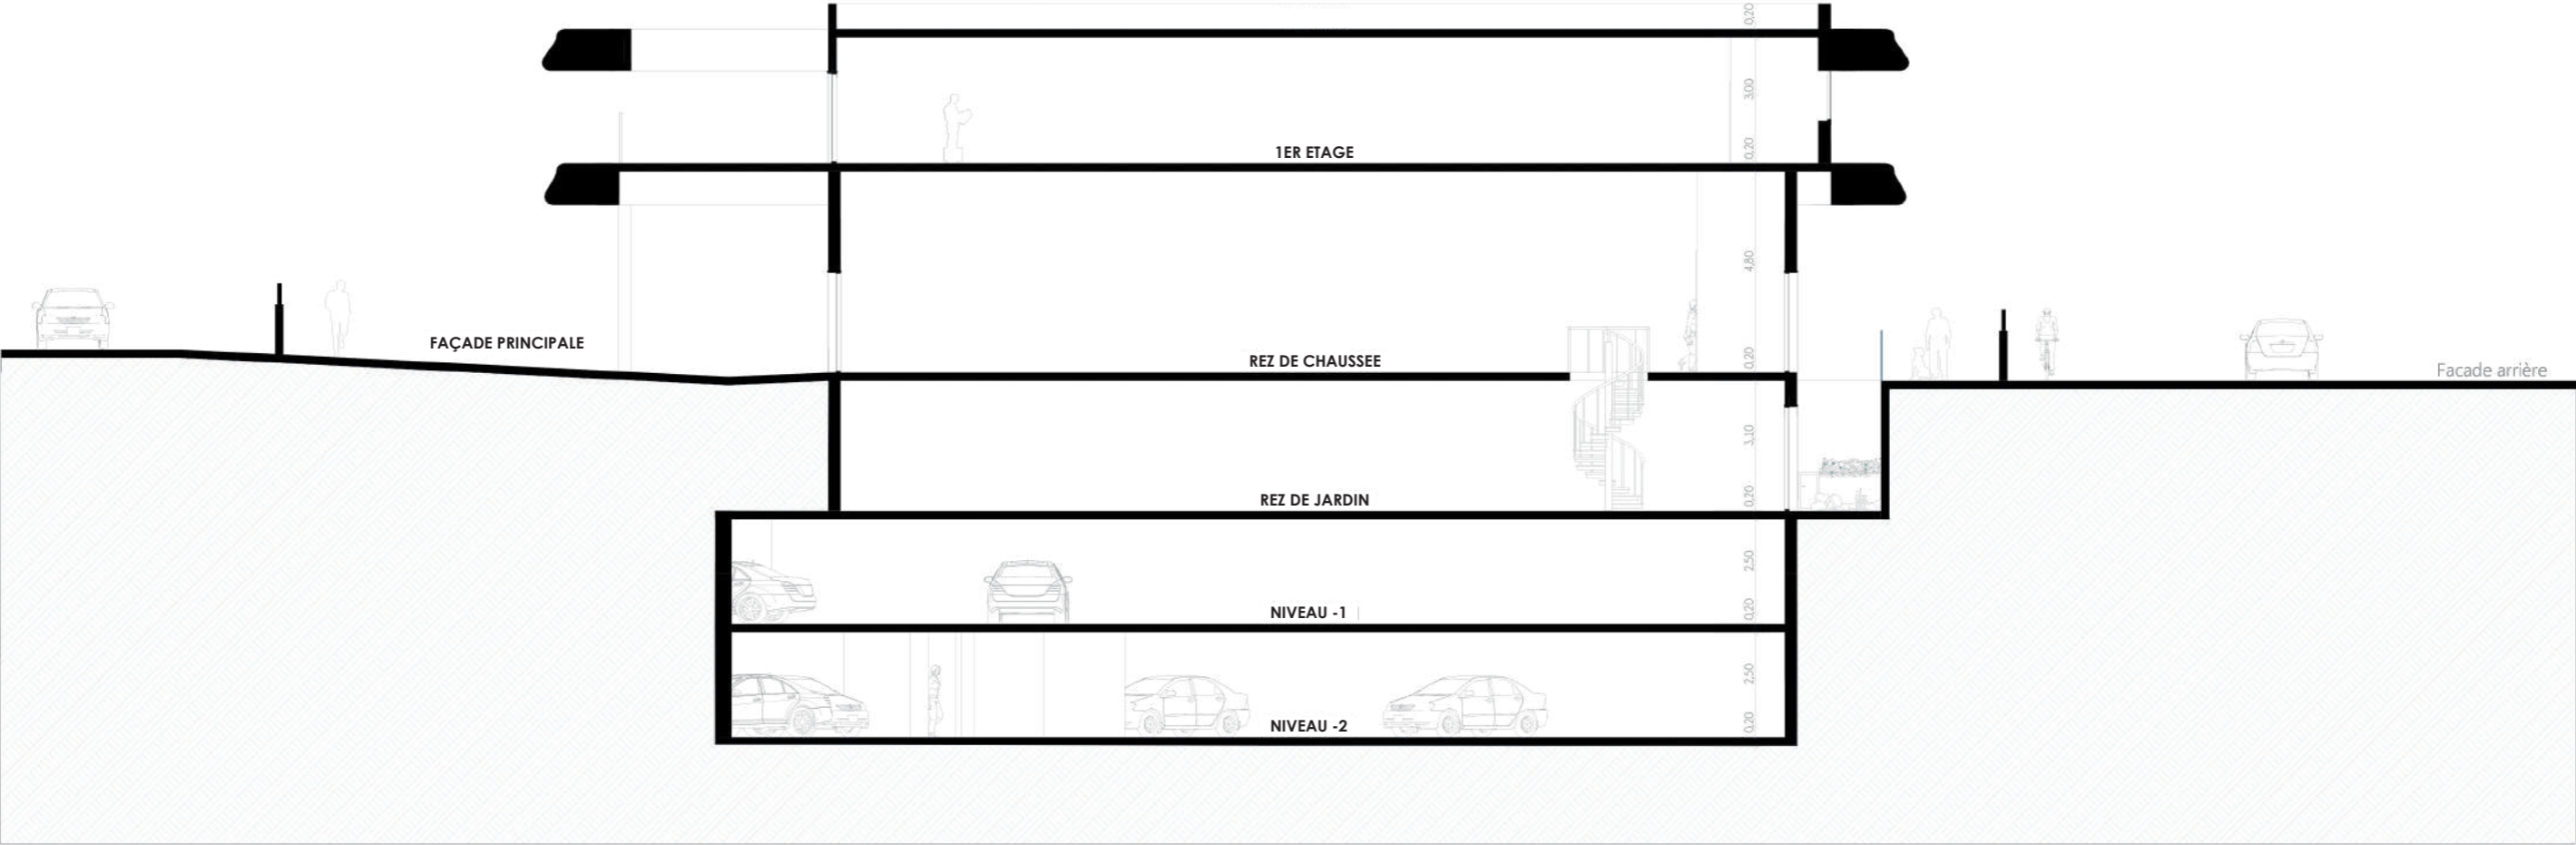 0,20
3,00
0,20
1ER ETAGE
4,80
FAÇADE PRINCIPALE
0,20
REZ DE CHAUSSEE
Facade arrière
3,10
0,20
REZ DE JARDIN
2,50
0,20
NIVEAU -1
2,50
0,20
NIVEAU -2